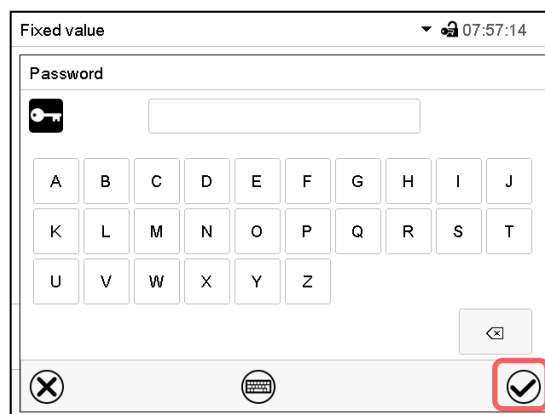 Fixed value 07:57:14
Password
A B C D E F G H I J
K L M N O P Q R S T
U V W X Y Z